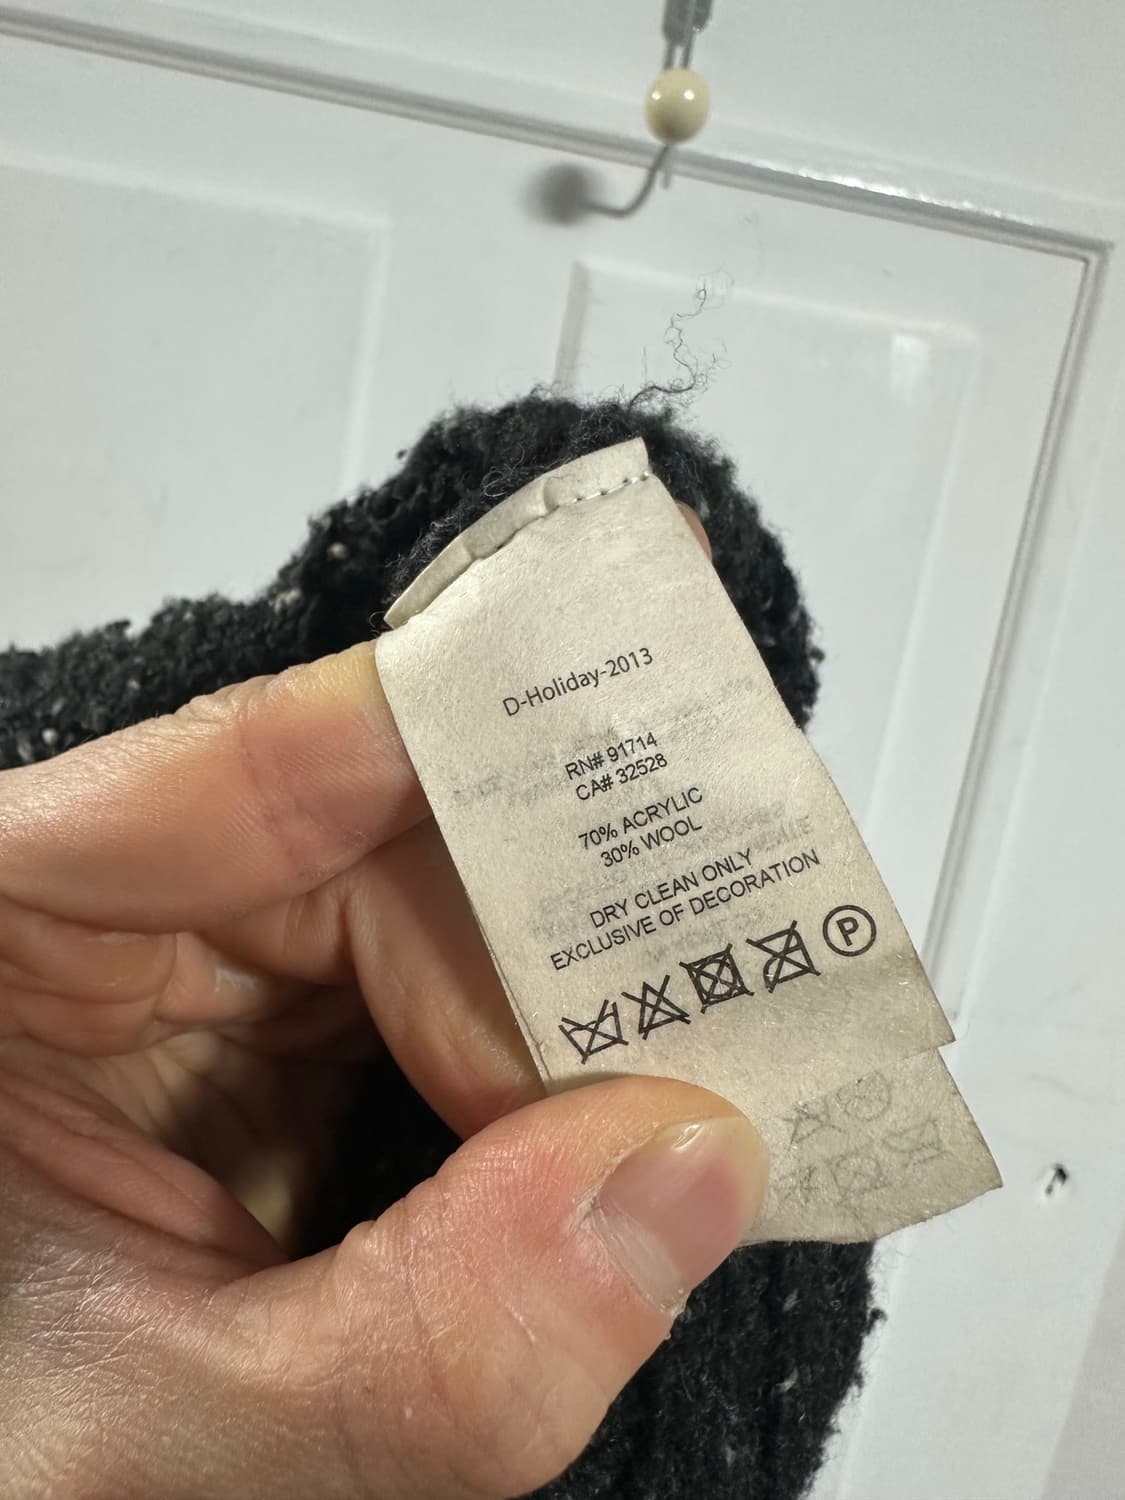 D-Holiday-2013
RN# 91714
CA# 32528
70% ACRYLIC
30% WOOL
DRY CLEAN ONLY
EXCLUSIVE OF DECORATION
P